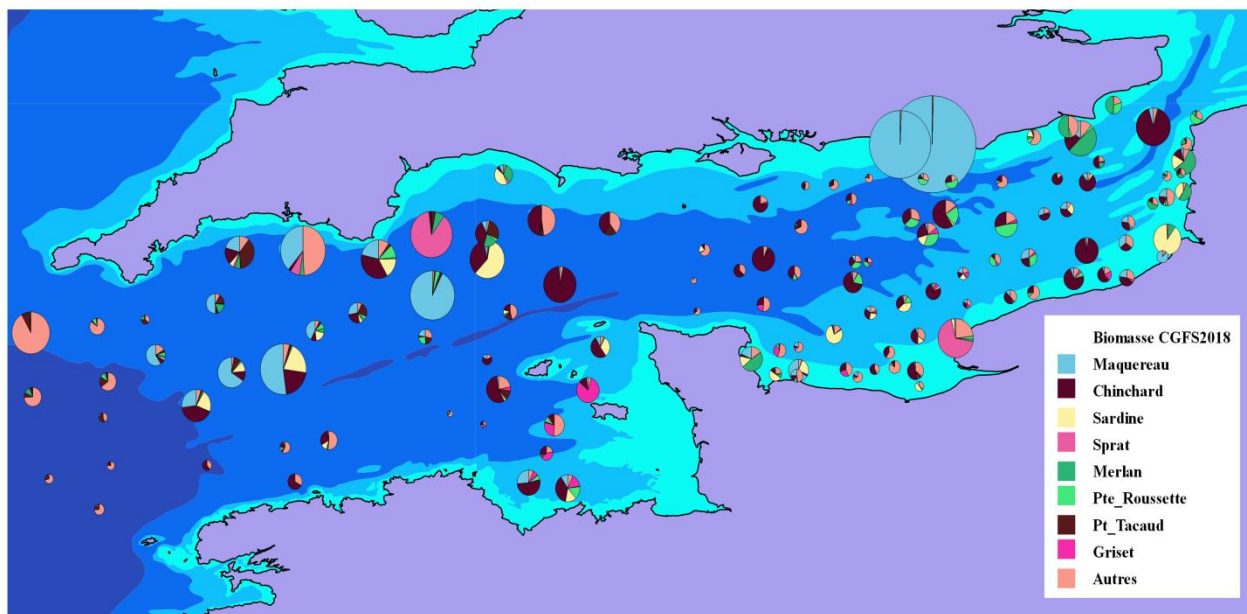 Biomasse CGFS2018
Maquereau
Chinchard
Sardine
Sprat
Merlan
Pte_Roussette
Pt_Tacaud
Griset
Autres